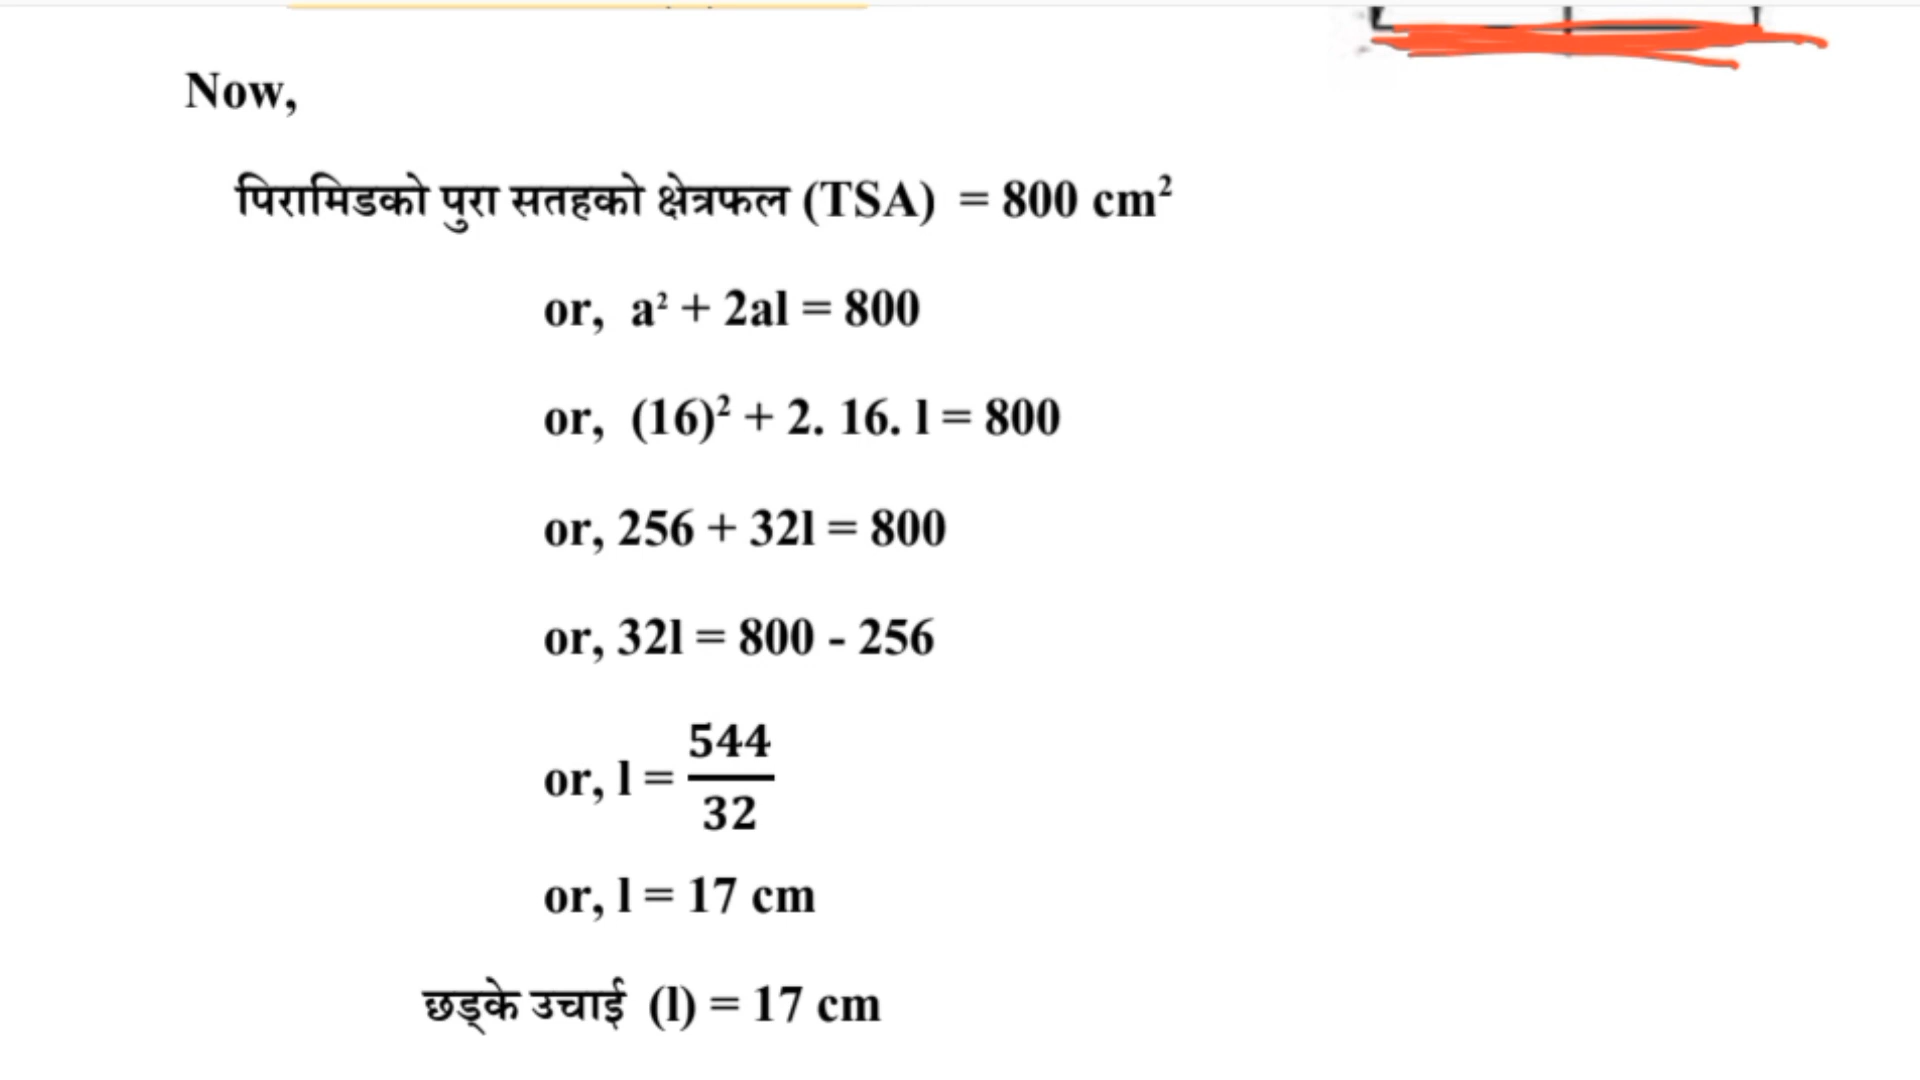 Now,
पिरामिडको पुरा सतहको क्षेत्रफल (TSA) = 800 cm²
or, a² + 2al = 800
or, (16)² + 2. 16. l = 800
or, 256 + 32l = 800
or, 32l = 800 - 256
or, l = 544/32
or, l = 17 cm
छड्के उचाई (l) = 17 cm